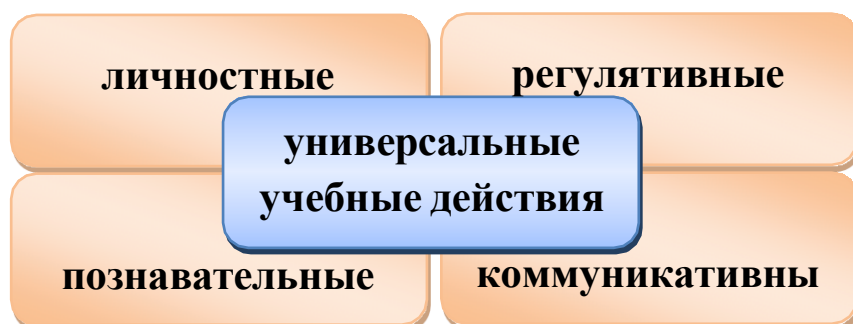 личностные
регулятивные
универсальные
учебные действия
познавательные
коммуникативны